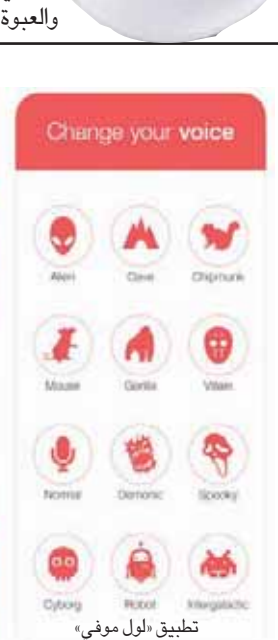 والعبوة
Change your voice
Alien Cave Chipmunk
Mouse Gorilla Villain
Normal Demonic Spooky
Cyborg Robot Intergalactic
تطبيق «لول موفي»